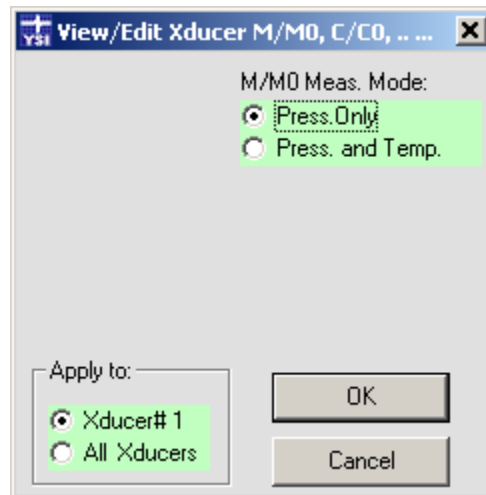 YSI View/Edit Xducer M/M0, C/C0, .. ...
M/M0 Meas. Mode:
Press.Only
Press. and Temp.
Apply to:
Xducer# 1
All Xducers
OK
Cancel